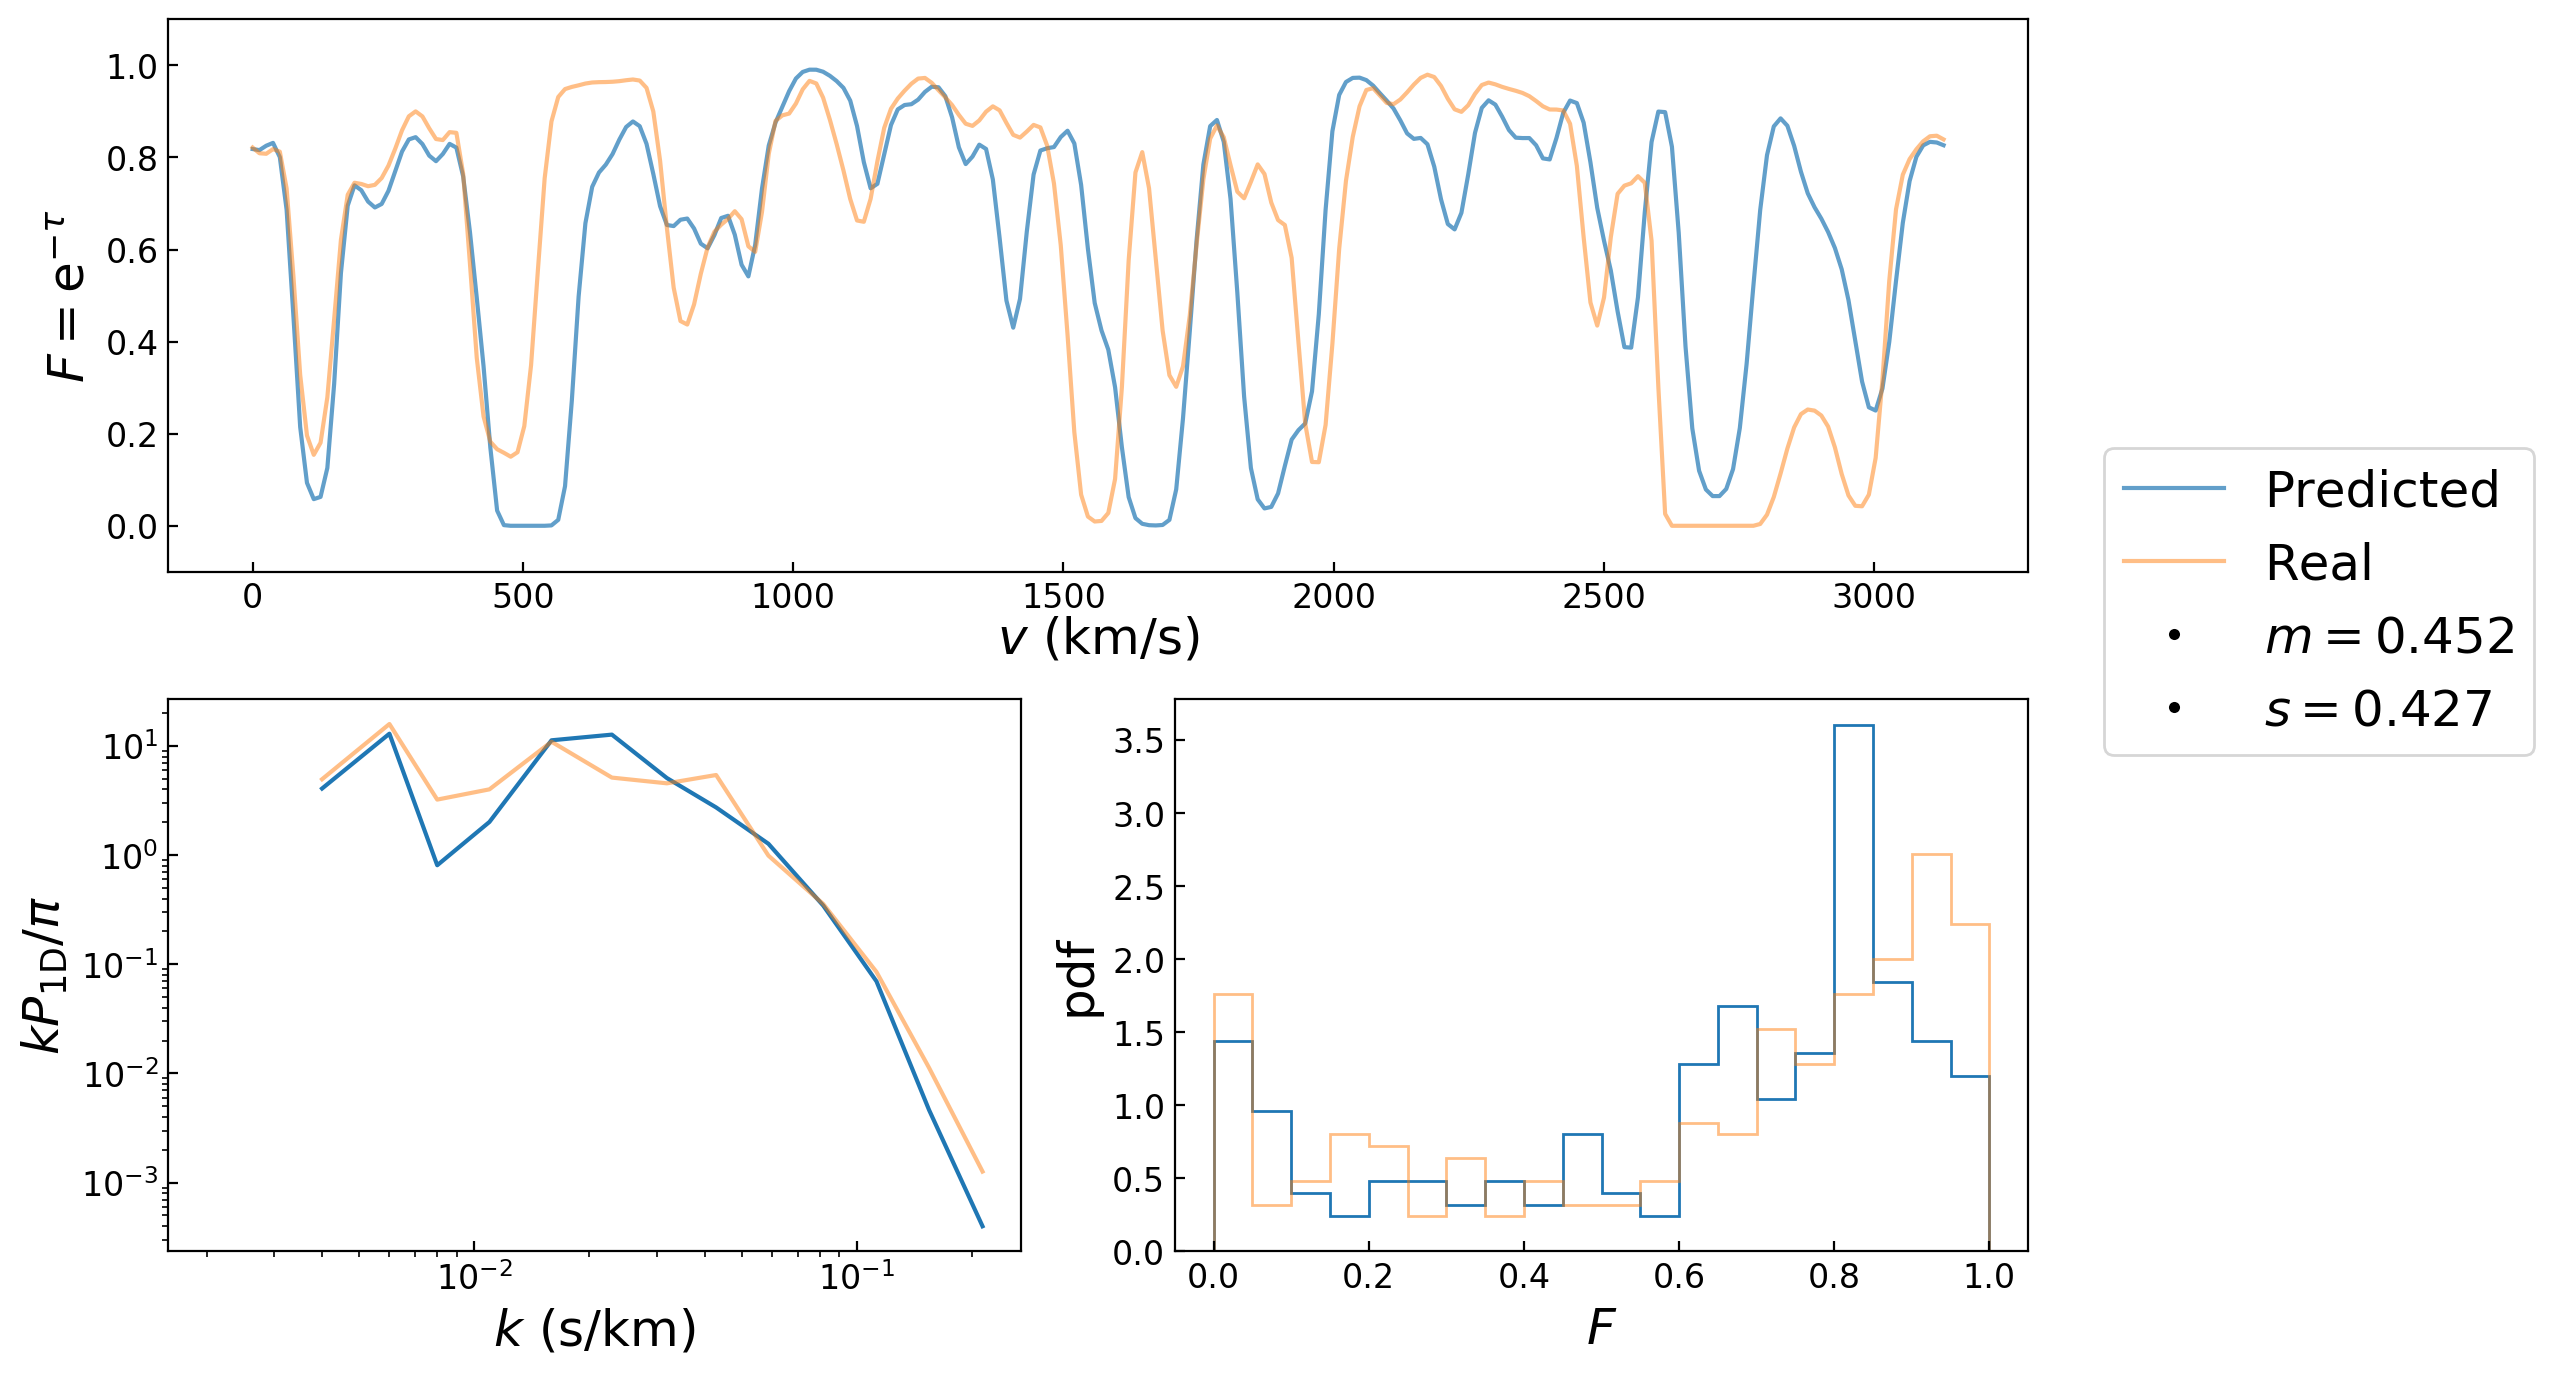 F = e^{−τ}
1.0
0.8
0.6
0.4
0.2
0.0
0 500 1000 1500 2000 2500 3000
v (km/s)
Predicted
Real
m = 0.452
s = 0.427
kP_{1D}/π
10^1
10^0
10^{−1}
10^{−2}
10^{−3}
10^{−2} 10^{−1}
k (s/km)
pdf
3.5
3.0
2.5
2.0
1.5
1.0
0.5
0.0
0.0 0.2 0.4 0.6 0.8 1.0
F